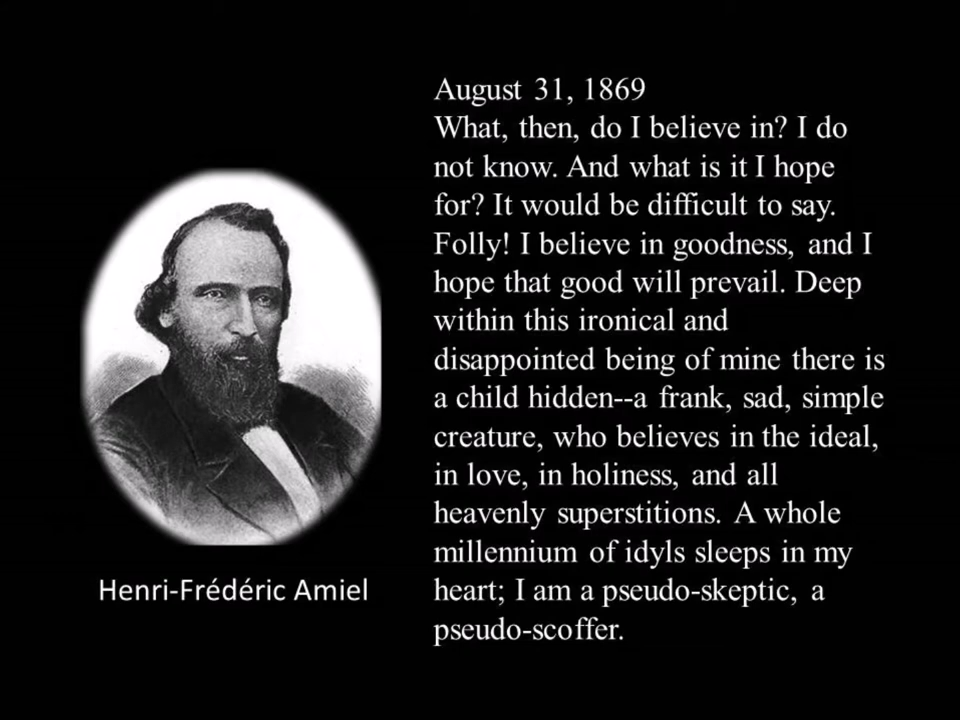 August 31, 1869
What, then, do I believe in? I do
not know. And what is it I hope
for? It would be difficult to say.
Folly! I believe in goodness, and I
hope that good will prevail. Deep
within this ironical and
disappointed being of mine there is
a child hidden--a frank, sad, simple
creature, who believes in the ideal,
in love, in holiness, and all
heavenly superstitions. A whole
millennium of idyls sleeps in my
heart; I am a pseudo-skeptic, a
pseudo-scoffer.
Henri-Frédéric Amiel